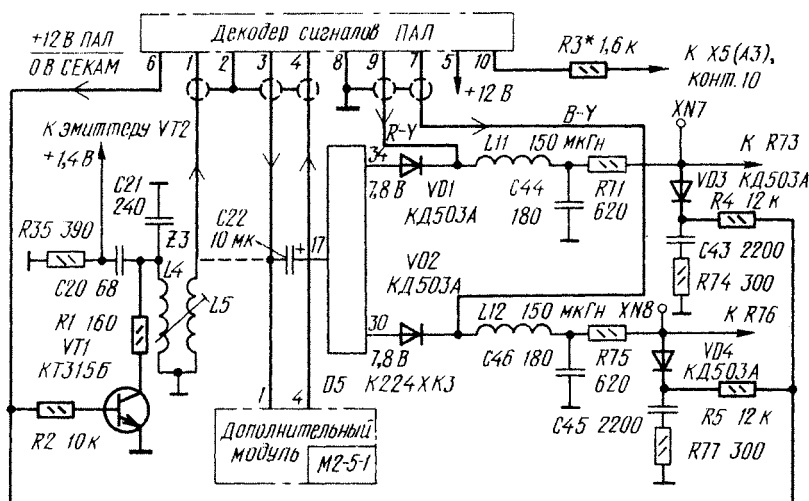 Декодер сигналов ПАЛ
+12 В ПАЛ
0 В СЕКАМ
6 1 2 3 4 8 9 7 5 10
R3* 1,6 к
К X5(A3),
конт. 10
+12 В
К эмиттеру VT2
+1,4 В
R-Y
B-Y
XN7
34
L11 150 мкГн
К R73
C21
240
7,8 В
VD1
КД503А
C44
180
R71
620
VD3 КД503А
R4 12 к
R35 390
Z3
C22
10 мк
+ 17
L4
C20 68
L5
VD2
КД503А
C43 2200
R74 300
R1 160
30
L12 150 мкГн
XN8
К R76
VT1
КТ315Б
7,8 В
C46 180
R75
620
VD4
КД503А
D5 К224ХК3
1 4
R2 10 к
Дополнительный
модуль
М2-5-1
C45 2200
R5 12 к
R77 300